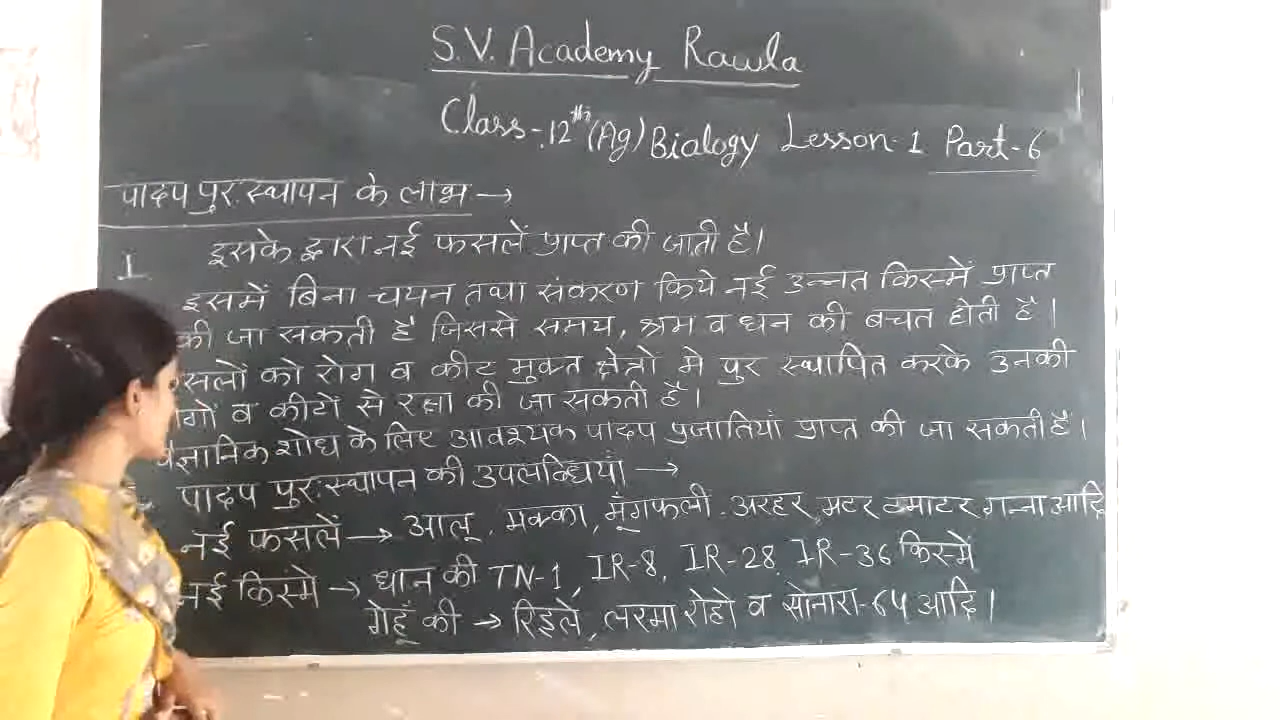 S.V. Academy Rawla
Class-12th (Ag) Biology Lesson-1 Part-6
पादप पुरःस्थापन के लाभ →
1 इसके द्वारा नई फसलें प्राप्त की जाती है।
इसमें बिना चयन तथा संकरण किये नई उन्नत किस्में प्राप्त
की जा सकती है जिससे समय, श्रम व धन की बचत होती है।
सलों को रोग व कीट मुक्त क्षेत्रो मे पुर स्थापित करके उनकी
गों व कीटों से रक्षा की जा सकती है।
वैज्ञानिक शोध के लिए आवश्यक पादप प्रजातियाँ प्राप्त की जा सकती है।
पादप पुरःस्थापन की उपलब्धियाँ →
नई फसलें → आलू, मक्का, मूँगफली. अरहर, मटर टमाटर, गन्ना आदि
नई किस्मे → धान की TN-1, IR-8, IR-28, IR-36 किस्में
गेहूँ की → रिडले, लरमा रोहो व सोनारा-64 आदि।